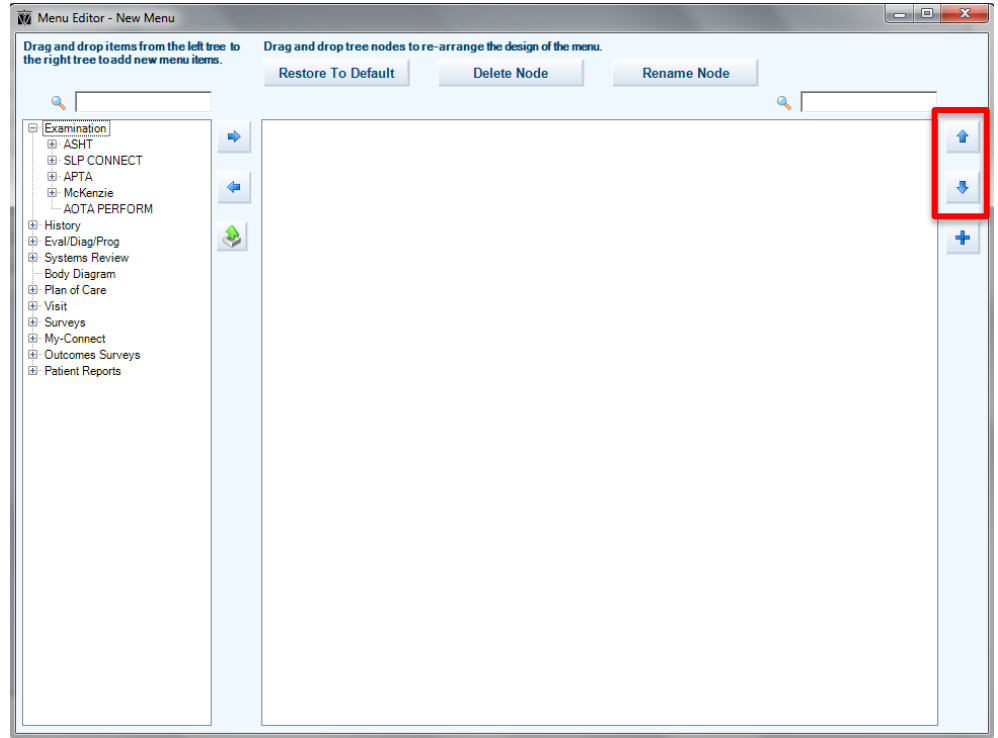 Menu Editor - New Menu
Drag and drop items from the left tree to
the right tree to add new menu items.
Drag and drop tree nodes to re-arrange the design of the menu.
Restore To Default
Delete Node
Rename Node
Examination
ASHT
SLP CONNECT
APTA
McKenzie
AOTA PERFORM
History
Eval/Diag/Prog
Systems Review
Body Diagram
Plan of Care
Visit
Surveys
My-Connect
Outcomes Surveys
Patient Reports